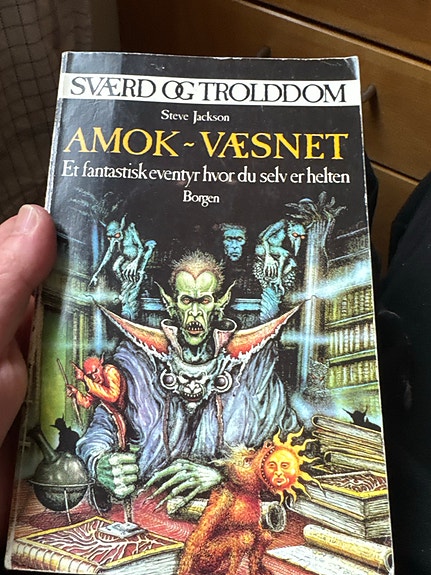 SVÆRD OG TROLDDOM
Steve Jackson
AMOK~VÆSNET
Et fantastisk eventyr hvor du selv er helten
Borgen